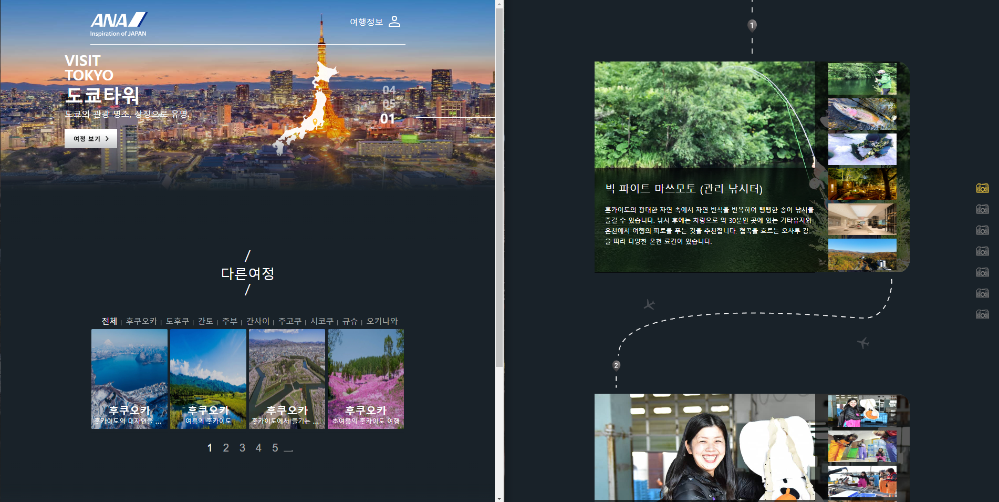 ANA
Inspiration of JAPAN
여행정보
VISIT
TOKYO
도쿄타워
도쿄의 관광 명소, 상징으로 유명.
여정 보기
04
05
01
/
다른여정
/
전체 | 후쿠오카 | 도후쿠 | 간토 | 주부 | 간사이 | 주고쿠 | 시코쿠 | 규슈 | 오키나와
후쿠오카
홋카이도의 대자연을 ...
후쿠오카
여름의 홋카이도
후쿠오카
홋카이도에서 즐기는 ...
후쿠오카
초여름의 홋카이도 여행
1 2 3 4 5
1
빅 파이트 마쓰모토 (관리 낚시터)
홋카이도의 광대한 자연 속에서 자연 번식을 반복하여 탱탱한 송어 낚시를
즐길 수 있습니다. 낚시 후에는 차량으로 약 30분인 곳에 있는 기타유자와
온천에서 여행의 피로를 푸는 것을 추천합니다. 협곡을 흐르는 오사루 강
을 따라 다양한 온천 료칸이 있습니다.
2